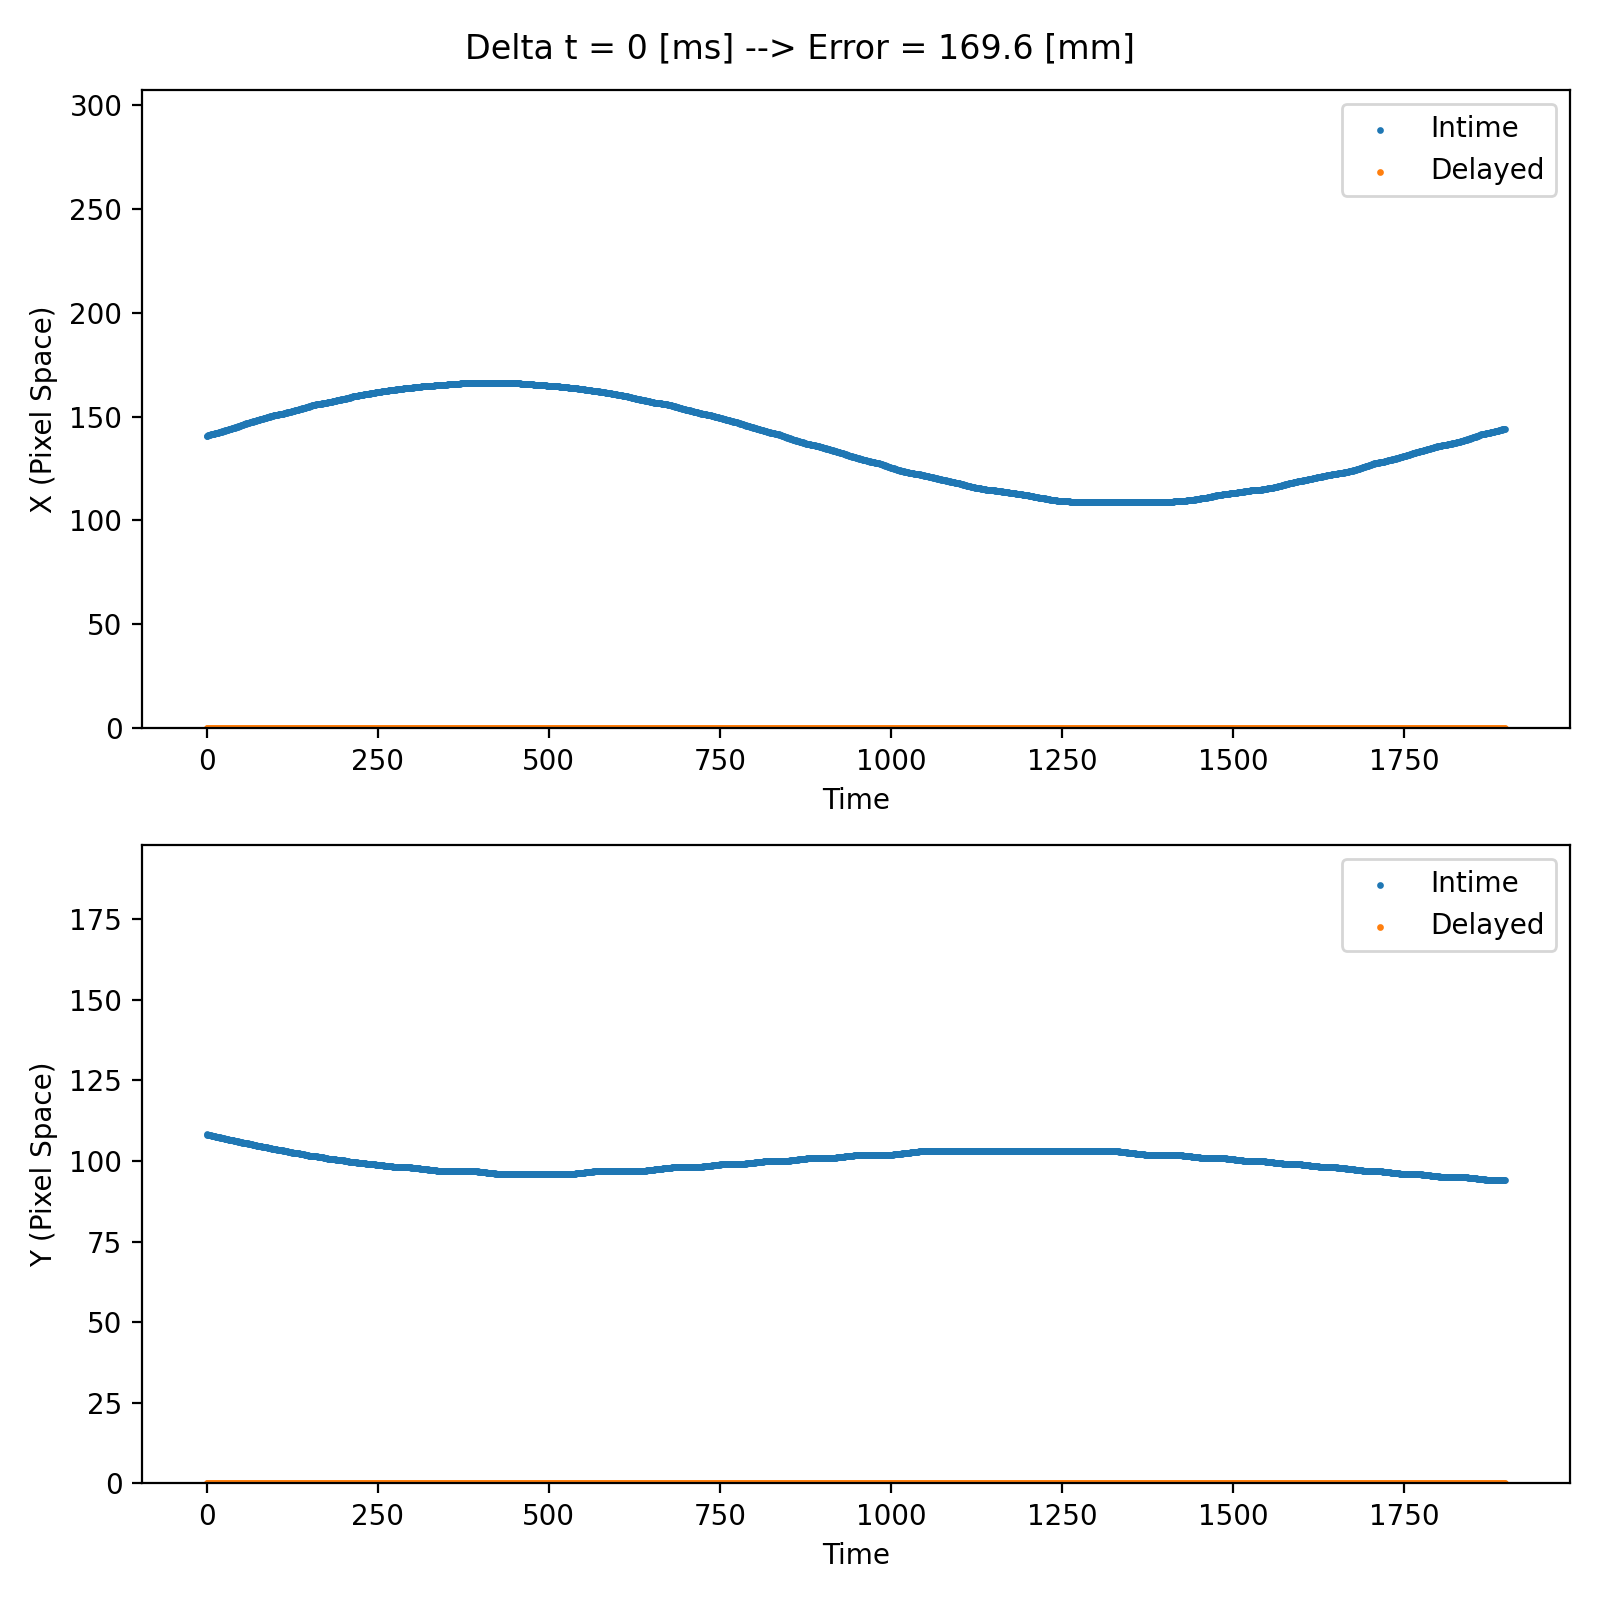 Delta t = 0 [ms] --> Error = 169.6 [mm]
300
250
200
150
100
50
0
X (Pixel Space)
Intime
Delayed
0 250 500 750 1000 1250 1500 1750
Time
175
150
125
100
75
50
25
0
Y (Pixel Space)
Intime
Delayed
0 250 500 750 1000 1250 1500 1750
Time